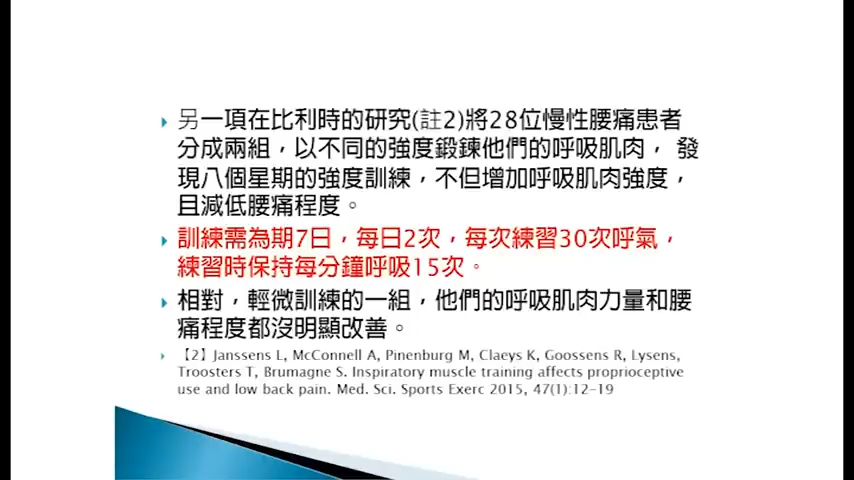 另一項在比利時的研究(註2)將28位慢性腰痛患者
分成兩組，以不同的強度鍛鍊他們的呼吸肌肉， 發
現八個星期的強度訓練，不但增加呼吸肌肉強度，
且減低腰痛程度。
訓練需為期7日，每日2次，每次練習30次呼氣，
練習時保持每分鐘呼吸15次。
相對，輕微訓練的一組，他們的呼吸肌肉力量和腰
痛程度都沒明顯改善。
【2】Janssens L, McConnell A, Pinenburg M, Claeys K, Goossens R, Lysens,
Troosters T, Brumagne S. Inspiratory muscle training affects proprioceptive
use and low back pain. Med. Sci. Sports Exerc 2015, 47(1):12-19